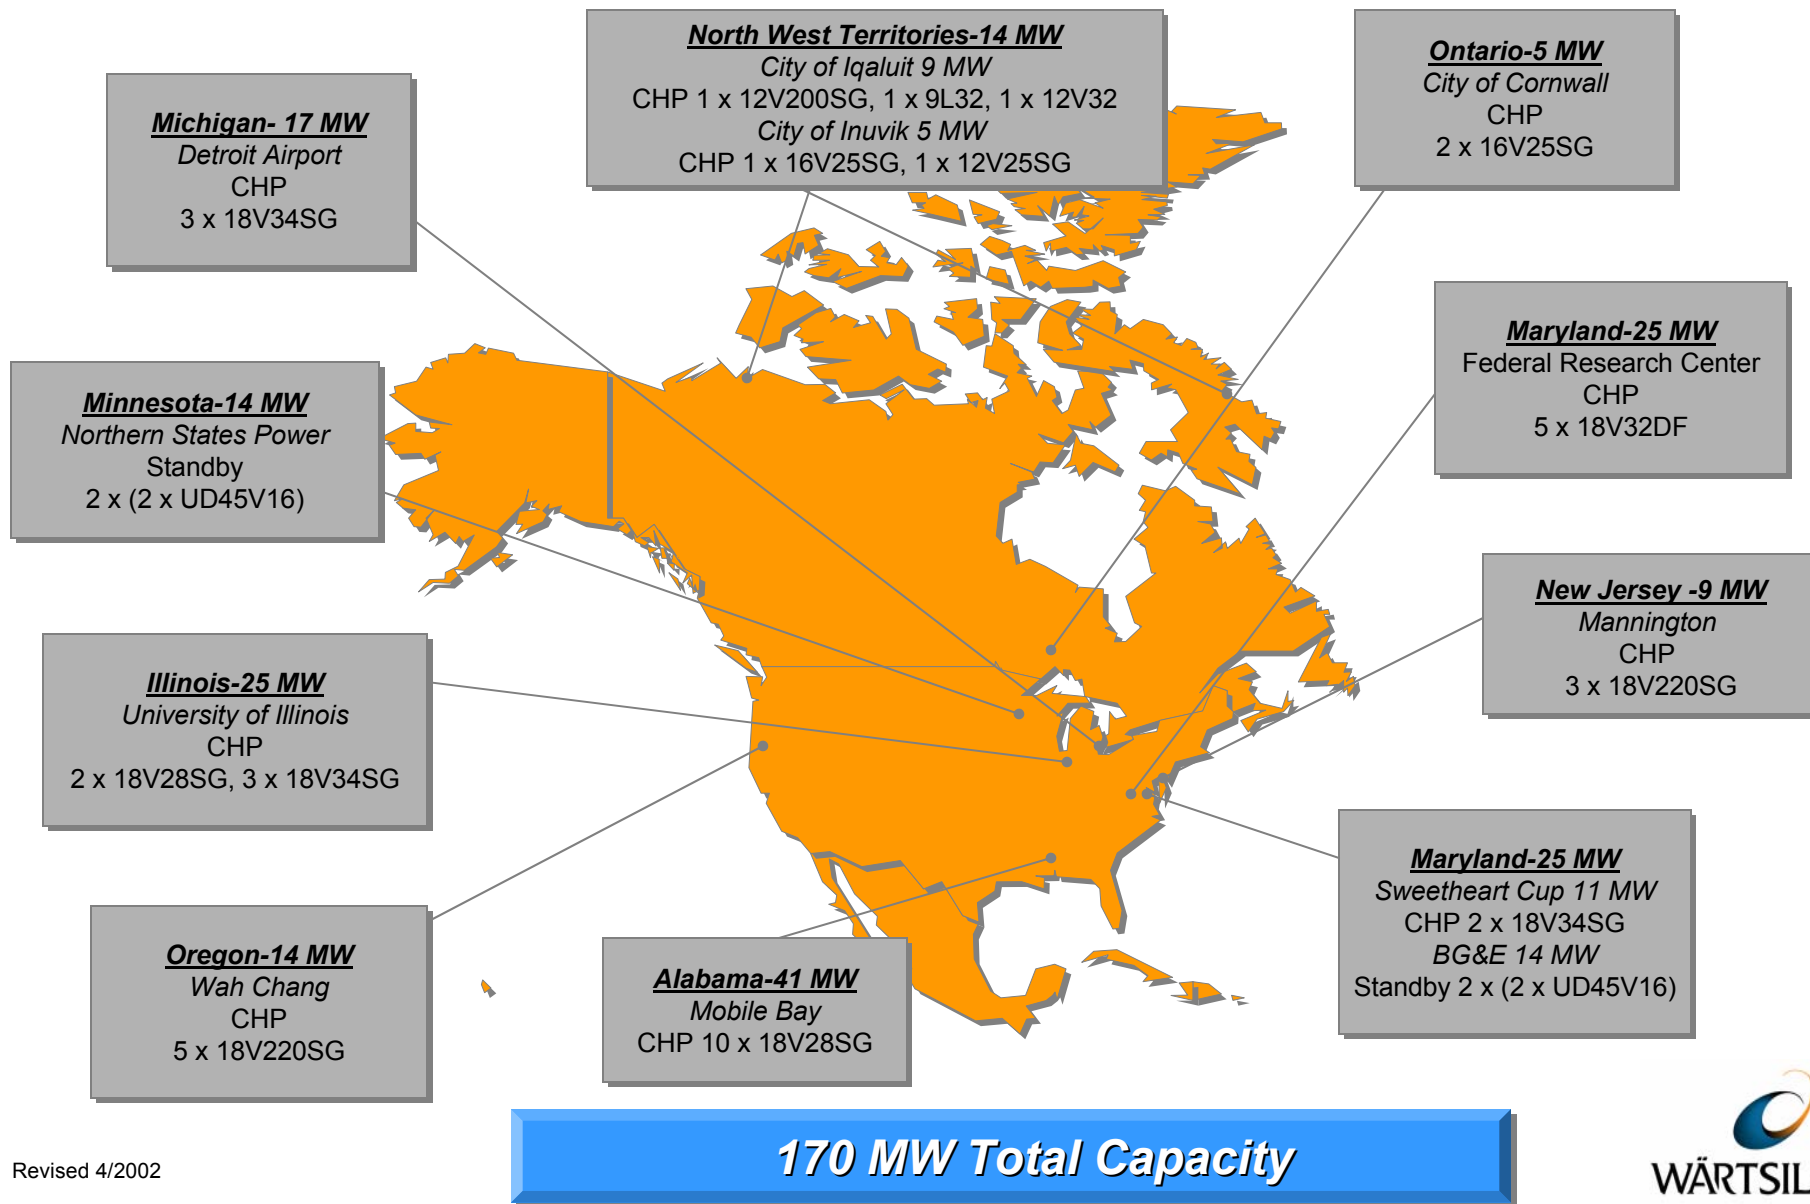 North West Territories-14 MW
City of Iqaluit 9 MW
CHP 1 x 12V200SG, 1 x 9L32, 1 x 12V32
City of Inuvik 5 MW
CHP 1 x 16V25SG, 1 x 12V25SG
Ontario-5 MW
City of Cornwall
CHP
2 x 16V25SG
Michigan- 17 MW
Detroit Airport
CHP
3 x 18V34SG
Maryland-25 MW
Federal Research Center
CHP
5 x 18V32DF
Minnesota-14 MW
Northern States Power
Standby
2 x (2 x UD45V16)
New Jersey -9 MW
Mannington
CHP
3 x 18V220SG
Illinois-25 MW
University of Illinois
CHP
2 x 18V28SG, 3 x 18V34SG
Maryland-25 MW
Sweetheart Cup 11 MW
CHP 2 x 18V34SG
BG&E 14 MW
Standby 2 x (2 x UD45V16)
Oregon-14 MW
Wah Chang
CHP
5 x 18V220SG
Alabama-41 MW
Mobile Bay
CHP 10 x 18V28SG
170 MW Total Capacity
Revised 4/2002
WÄRTSIL